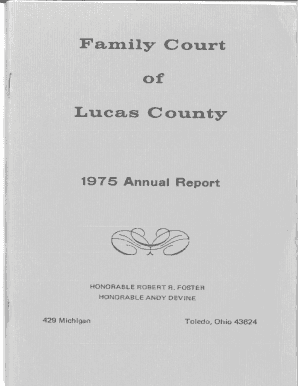 Family Court
of
Lucas County
1975 Annual Report
HONORABLE ROBERT R. FOSTER
HONORABLE ANDY DEVINE
429 Michigan Toledo, Ohio 43624